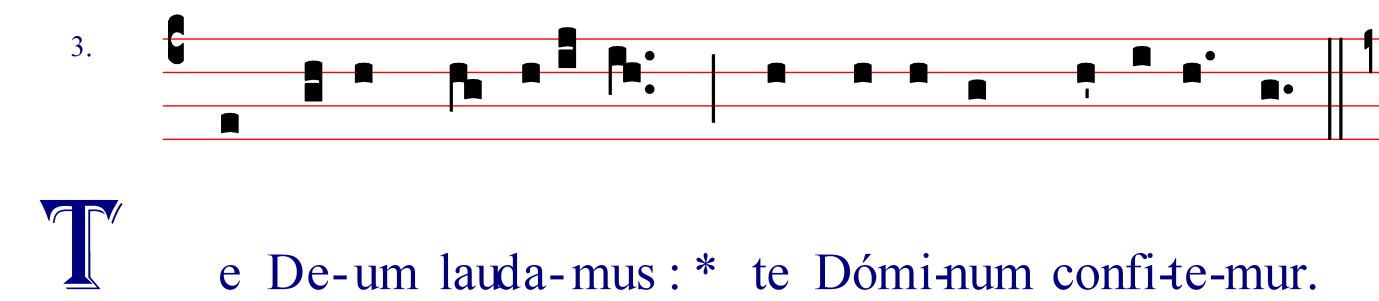 3.
Te De-um lauda-mus : * te Dómi-num confi-te-mur.